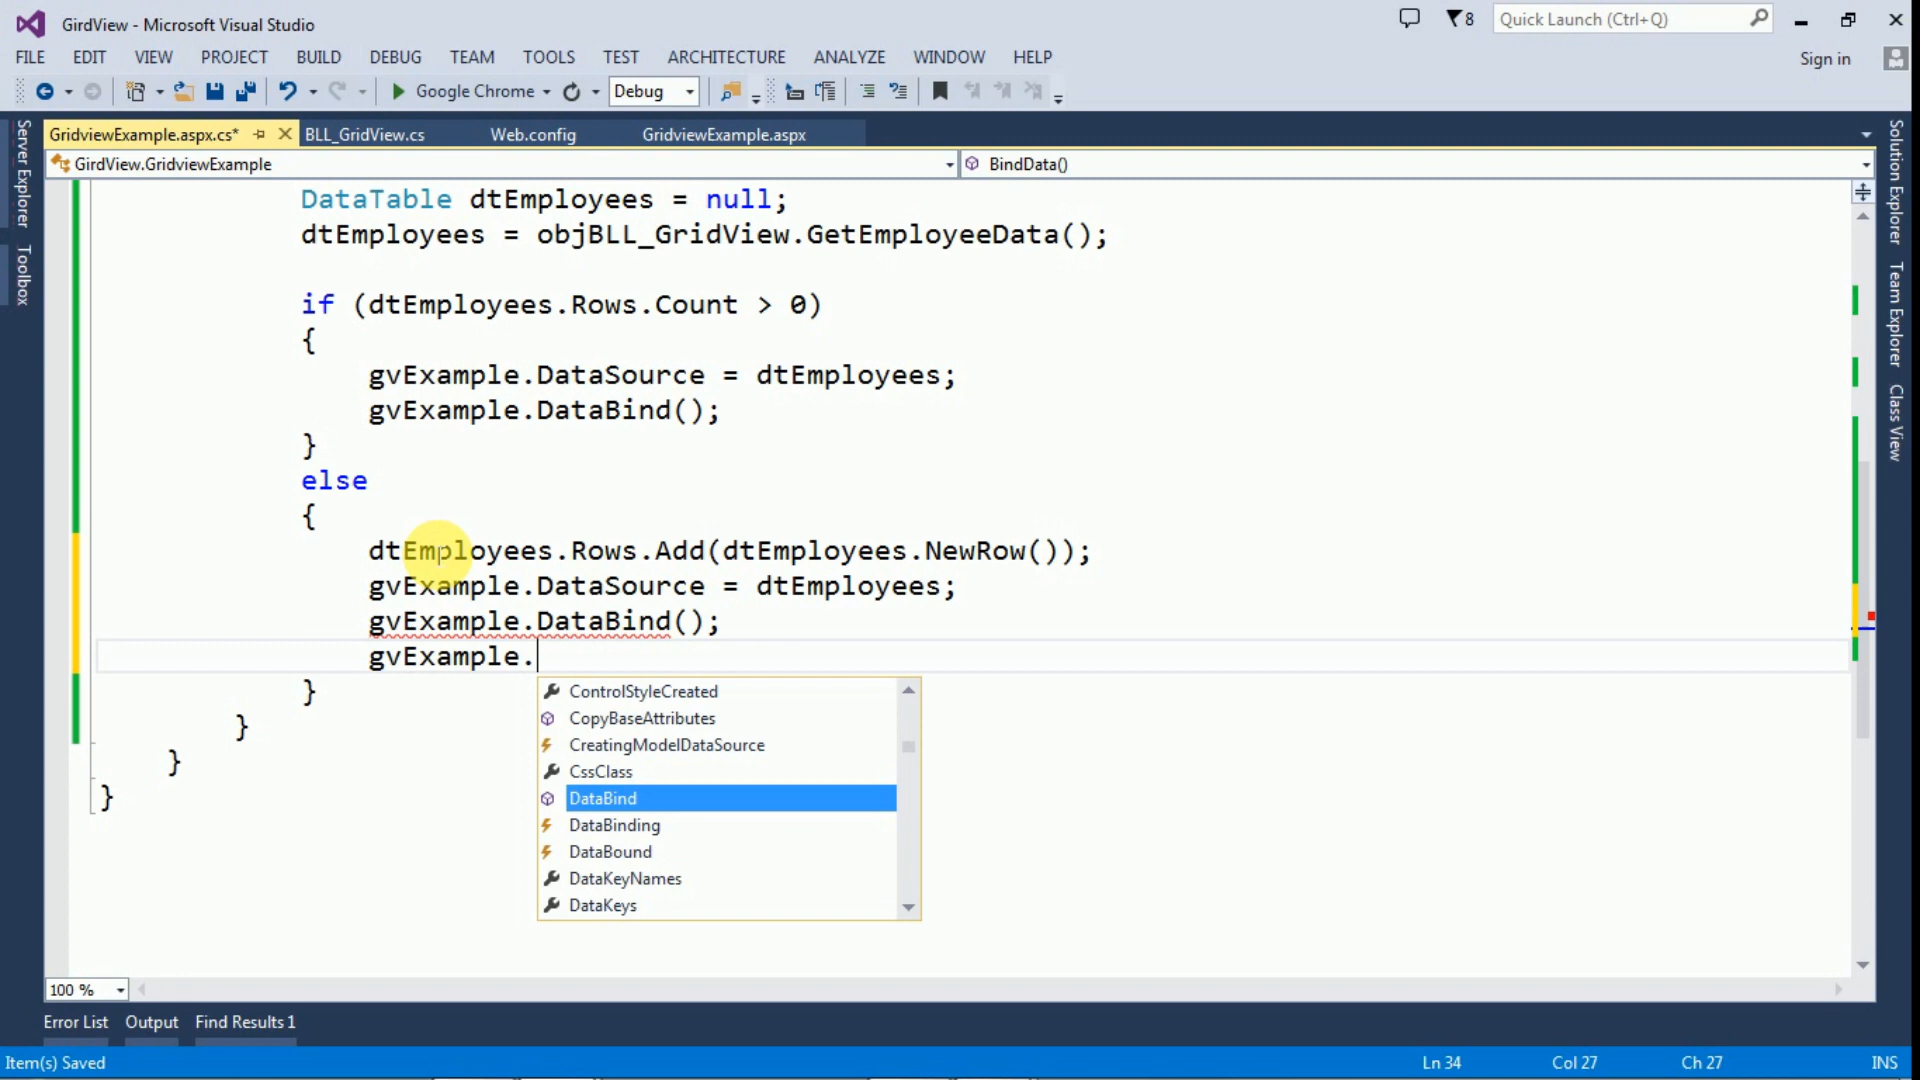 GirdView - Microsoft Visual Studio
8
Quick Launch (Ctrl+Q)
FILE EDIT VIEW PROJECT BUILD DEBUG TEAM TOOLS TEST ARCHITECTURE ANALYZE WINDOW HELP
Sign in
Google Chrome
Debug
GridviewExample.aspx.cs*
BLL_GridView.cs
Web.config
GridviewExample.aspx
GirdView.GridviewExample
BindData()
Server Explorer
Toolbox
Solution Explorer
Team Explorer
Class View
DataTable dtEmployees = null;
dtEmployees = objBLL_GridView.GetEmployeeData();
if (dtEmployees.Rows.Count > 0)
{
gvExample.DataSource = dtEmployees;
gvExample.DataBind();
}
else
{
dtEmployees.Rows.Add(dtEmployees.NewRow());
gvExample.DataSource = dtEmployees;
gvExample.DataBind();
gvExample.
}
}
}
}
ControlStyleCreated
CopyBaseAttributes
CreatingModelDataSource
CssClass
DataBind
DataBinding
DataBound
DataKeyNames
DataKeys
100 %
Error List Output Find Results 1
Item(s) Saved
Ln 34 Col 27 Ch 27 INS